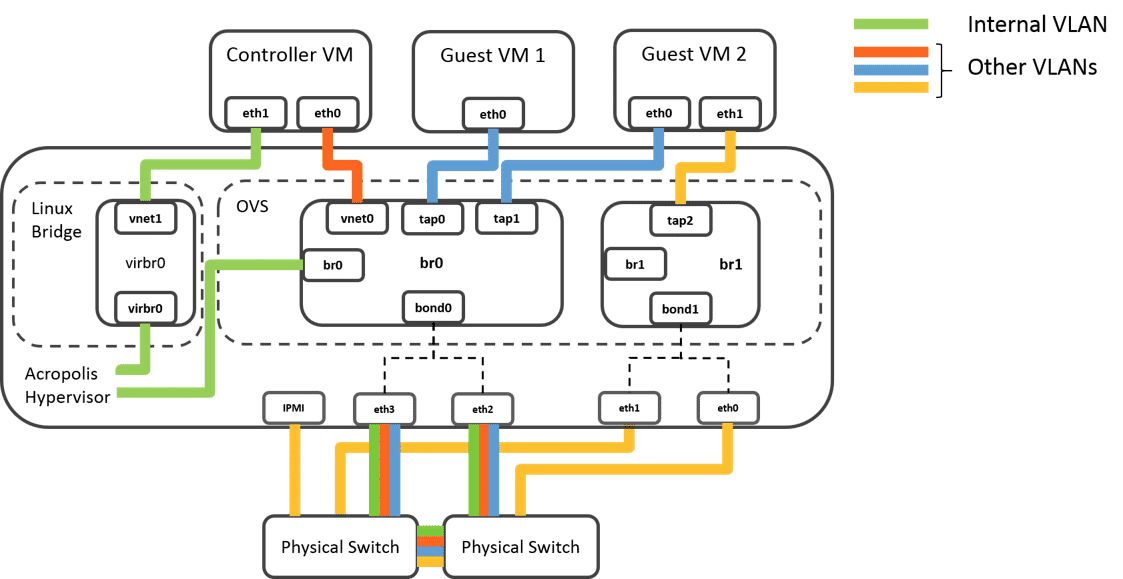 Controller VM
Guest VM 1
Guest VM 2
Internal VLAN
Other VLANs
eth1
eth0
eth0
eth0
eth1
Linux
Bridge
OVS
vnet1
vnet0
tap0
tap1
tap2
virbr0
br0
br0
br1
br1
virbr0
bond0
bond1
Acropolis
Hypervisor
IPMI
eth3
eth2
eth1
eth0
Physical Switch
Physical Switch